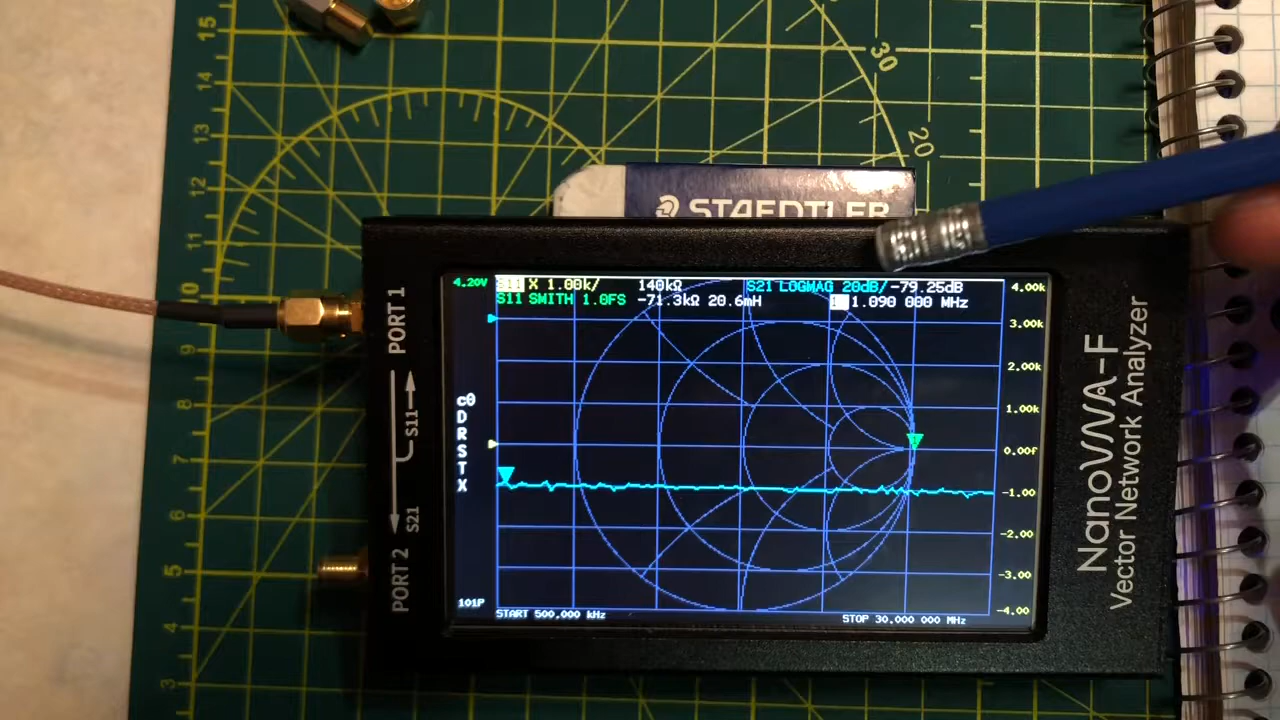 15
14
13
12
11
10
9
8
7
6
5
4
3
30
20
STAEDTLER
PORT 1
S11
S21
PORT 2
4.20V
S11 X 1.00k/ 140kΩ S21 LOGMAG 20dB/ -79.25dB
S11 SMITH 1.0FS -71.3kΩ 20.6mH 1.090 000 MHz
4.00k
3.00k
2.00k
1.00k
0.00f
-1.00
-2.00
-3.00
-4.00
c0
D
R
S
T
X
101P
START 500.000 kHz STOP 30.000 000 MHz
NanoVNA-F
Vector Network Analyzer